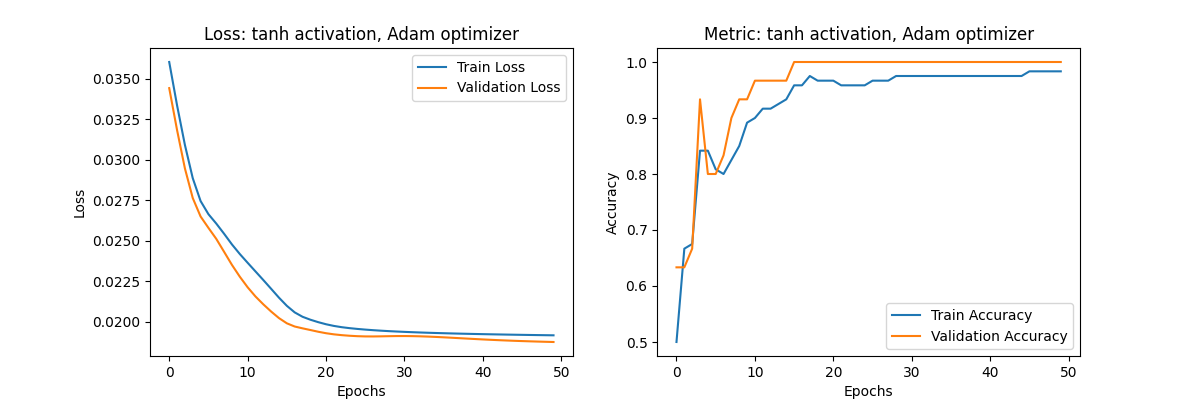 Loss: tanh activation, Adam optimizer
Loss
0.0350
0.0325
0.0300
0.0275
0.0250
0.0225
0.0200
Train Loss
Validation Loss
0 10 20 30 40 50
Epochs
Metric: tanh activation, Adam optimizer
Accuracy
1.0
0.9
0.8
0.7
0.6
0.5
Train Accuracy
Validation Accuracy
0 10 20 30 40 50
Epochs